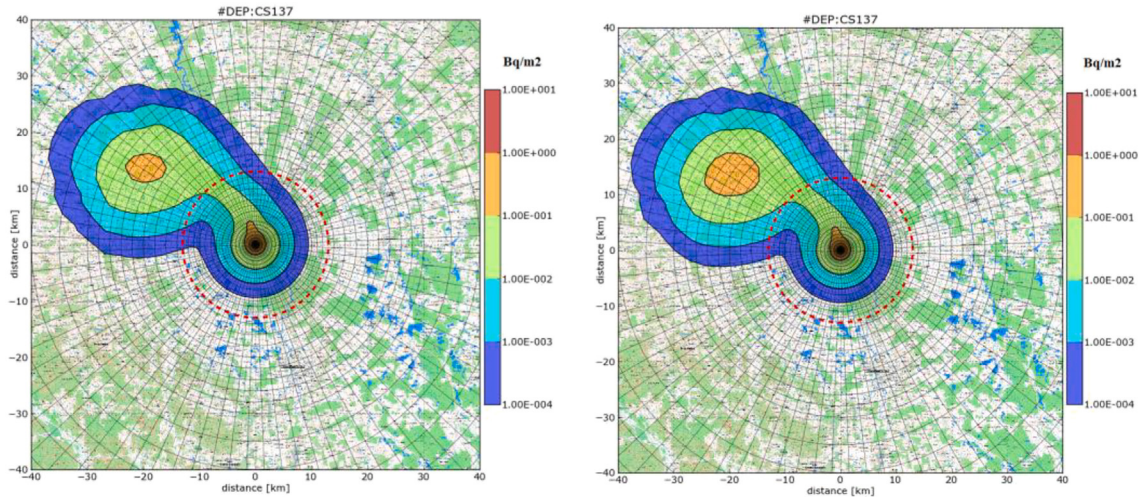 #DEP:CS137
Bq/m2
1.00E+001
1.00E+000
1.00E-001
1.00E-002
1.00E-003
1.00E-004
40
30
20
10
0
−10
−20
−30
−40
distance [km]
−40 −30 −20 −10 0 10 20 30 40
distance [km]
#DEP:CS137
Bq/m2
1.00E+001
1.00E+000
1.00E-001
1.00E-002
1.00E-003
1.00E-004
40
30
20
10
0
−10
−20
−30
−40
distance [km]
−40 −30 −20 −10 0 10 20 30 40
distance [km]